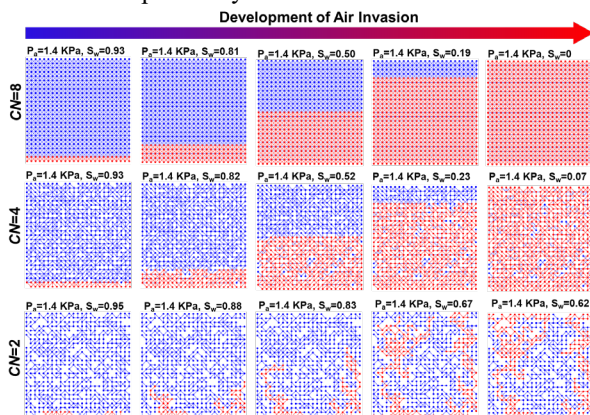 Development of Air Invasion
CN=8
Pa=1.4 KPa, Sw=0.93
Pa=1.4 KPa, Sw=0.81
Pa=1.4 KPa, Sw=0.50
Pa=1.4 KPa, Sw=0.19
Pa=1.4 KPa, Sw=0
CN=4
Pa=1.4 KPa, Sw=0.93
Pa=1.4 KPa, Sw=0.82
Pa=1.4 KPa, Sw=0.52
Pa=1.4 KPa, Sw=0.23
Pa=1.4 KPa, Sw=0.07
CN=2
Pa=1.4 KPa, Sw=0.95
Pa=1.4 KPa, Sw=0.88
Pa=1.4 KPa, Sw=0.83
Pa=1.4 KPa, Sw=0.67
Pa=1.4 KPa, Sw=0.62